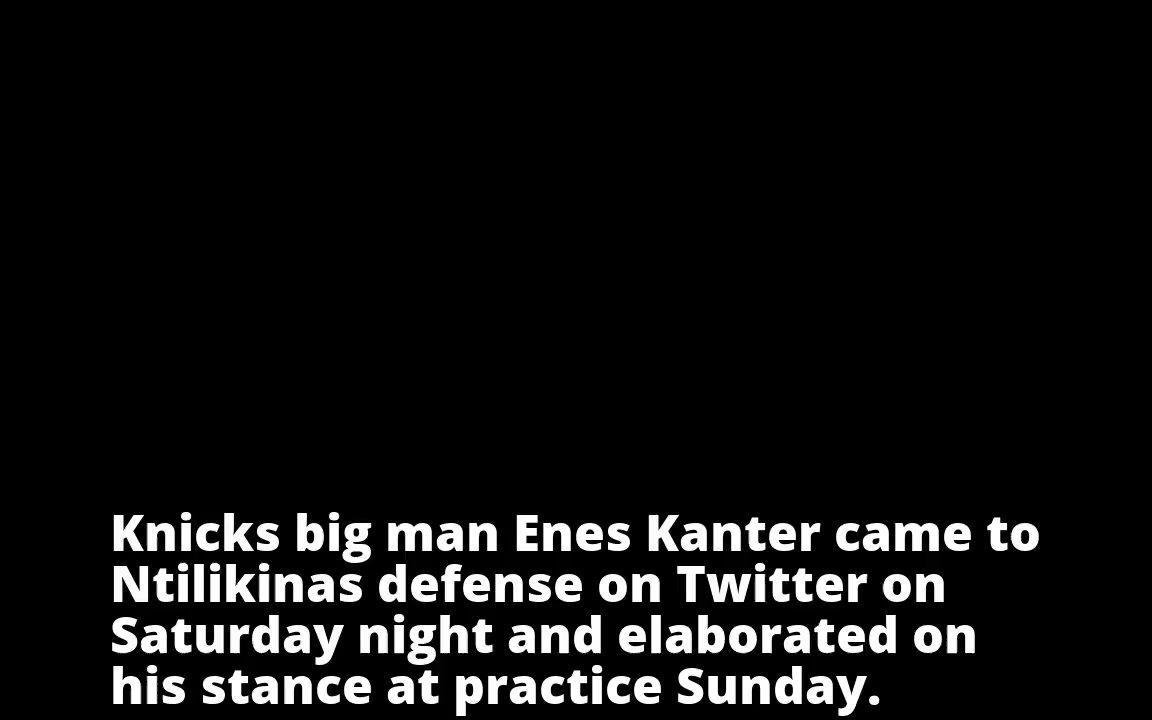 Knicks big man Enes Kanter came to
Ntilikinas defense on Twitter on
Saturday night and elaborated on
his stance at practice Sunday.